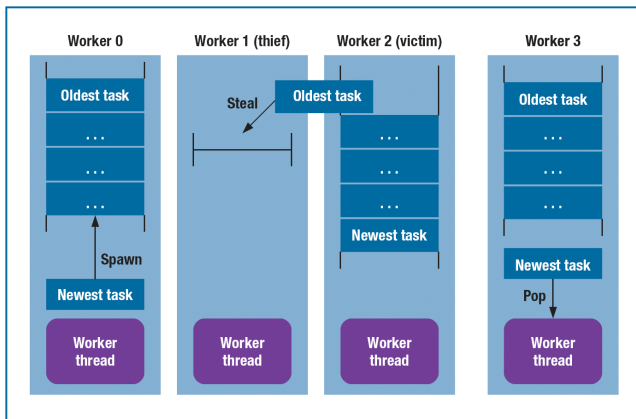 Worker 0
Worker 1 (thief)
Worker 2 (victim)
Worker 3
Oldest task
. . .
. . .
. . .
Spawn
Newest task
Worker
thread
Steal
Worker
thread
Oldest task
. . .
. . .
. . .
Newest task
Worker
thread
Oldest task
. . .
. . .
. . .
Newest task
Pop
Worker
thread